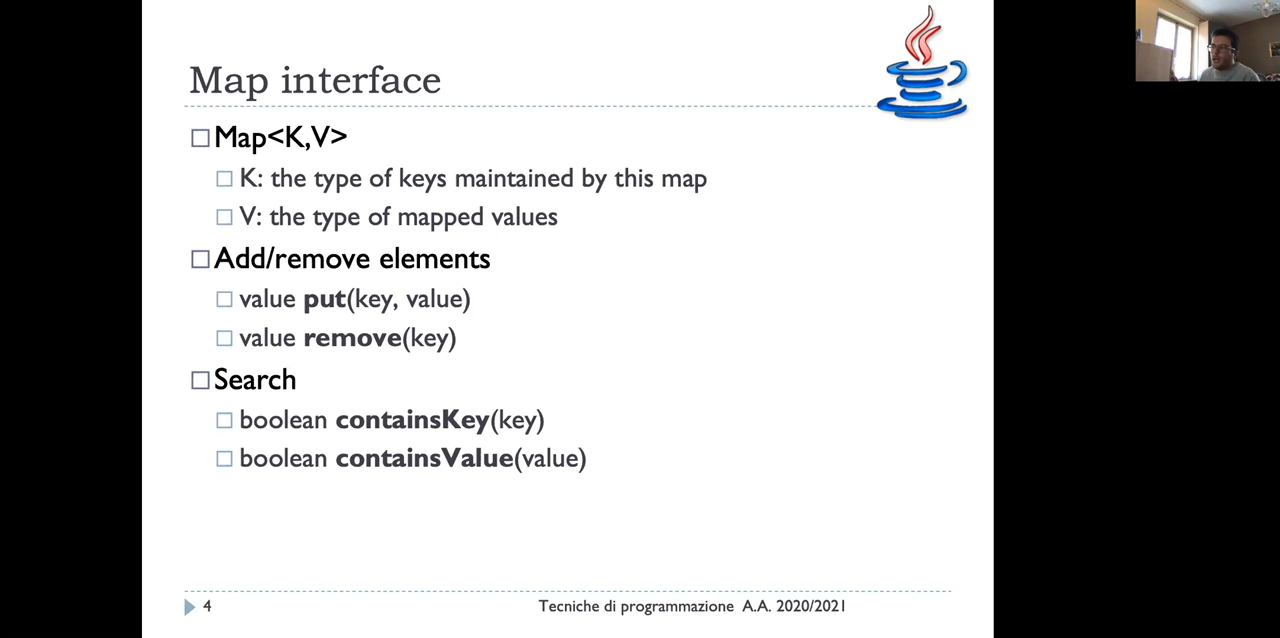 Map interface
Map<K,V>
K: the type of keys maintained by this map
V: the type of mapped values
Add/remove elements
value put(key, value)
value remove(key)
Search
boolean containsKey(key)
boolean containsValue(value)
4
Tecniche di programmazione A.A. 2020/2021